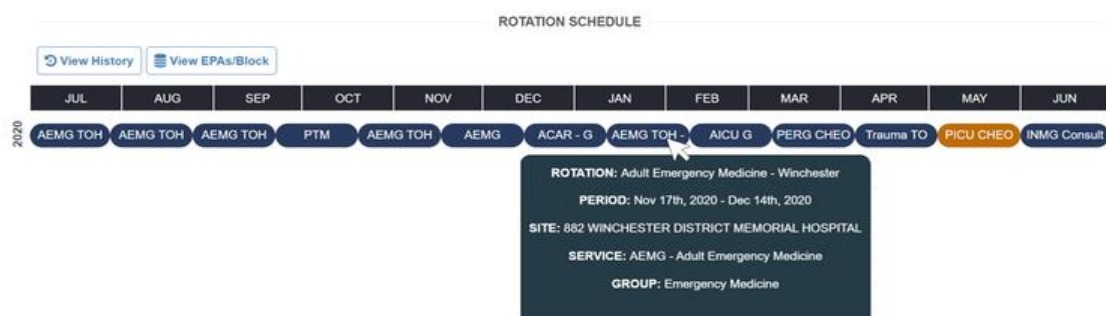 ROTATION SCHEDULE
View History View EPAs/Block
JUL AUG SEP OCT NOV DEC JAN FEB MAR APR MAY JUN
2020 AEMG TOH AEMG TOH AEMG TOH PTM AEMG TOH AEMG ACAR - G AEMG TOH - AICU G PERG CHEO Trauma TO PICU CHEO INMG Consult
ROTATION: Adult Emergency Medicine - Winchester
PERIOD: Nov 17th, 2020 - Dec 14th, 2020
SITE: 882 WINCHESTER DISTRICT MEMORIAL HOSPITAL
SERVICE: AEMG - Adult Emergency Medicine
GROUP: Emergency Medicine